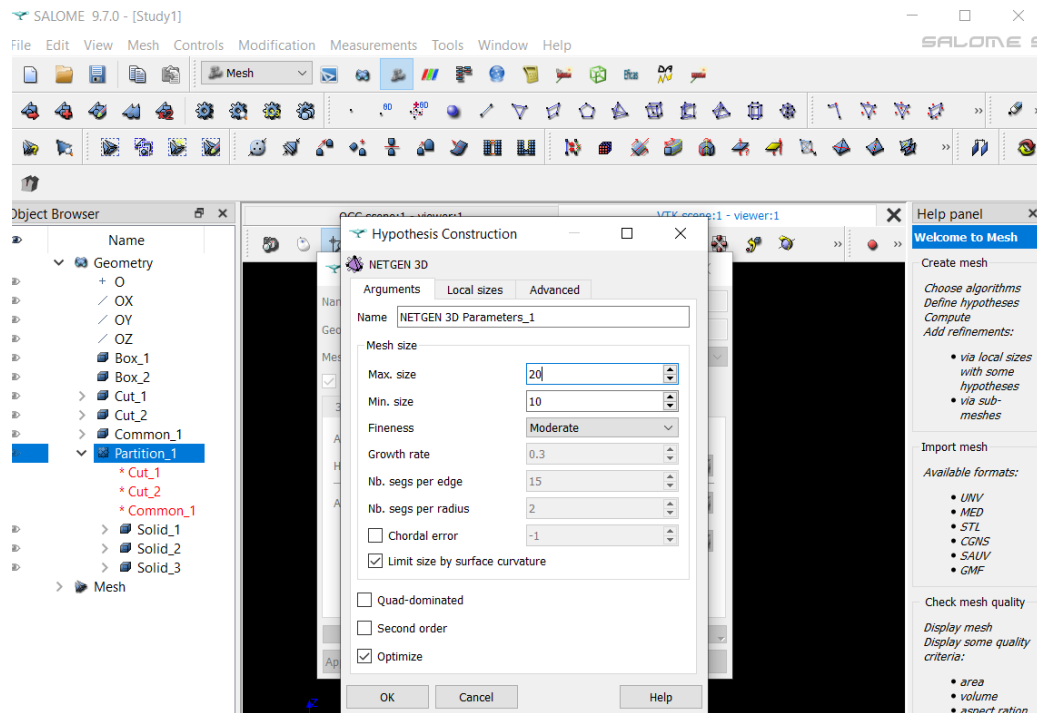 SALOME 9.7.0 - [Study1]
File Edit View Mesh Controls Modification Measurements Tools Window Help
SALOME
Mesh
Object Browser
VTK scene:1 - viewer:1
Help panel
Name
Geometry
O
OX
OY
OZ
Box_1
Box_2
Cut_1
Cut_2
Common_1
Partition_1
* Cut_1
* Cut_2
* Common_1
Solid_1
Solid_2
Solid_3
Mesh
Hypothesis Construction
NETGEN 3D
Arguments Local sizes Advanced
Name NETGEN 3D Parameters_1
Mesh size
Max. size 20
Min. size 10
Fineness Moderate
Growth rate 0.3
Nb. segs per edge 15
Nb. segs per radius 2
Chordal error -1
Limit size by surface curvature
Quad-dominated
Second order
Optimize
OK Cancel Help
Welcome to Mesh
Create mesh
Choose algorithms
Define hypotheses
Compute
Add refinements:
• via local sizes
with some
hypotheses
• via sub-
meshes
Import mesh
Available formats:
• UNV
• MED
• STL
• CGNS
• SAUV
• GMF
Check mesh quality
Display mesh
Display some quality
criteria:
• area
• volume
• aspect ration